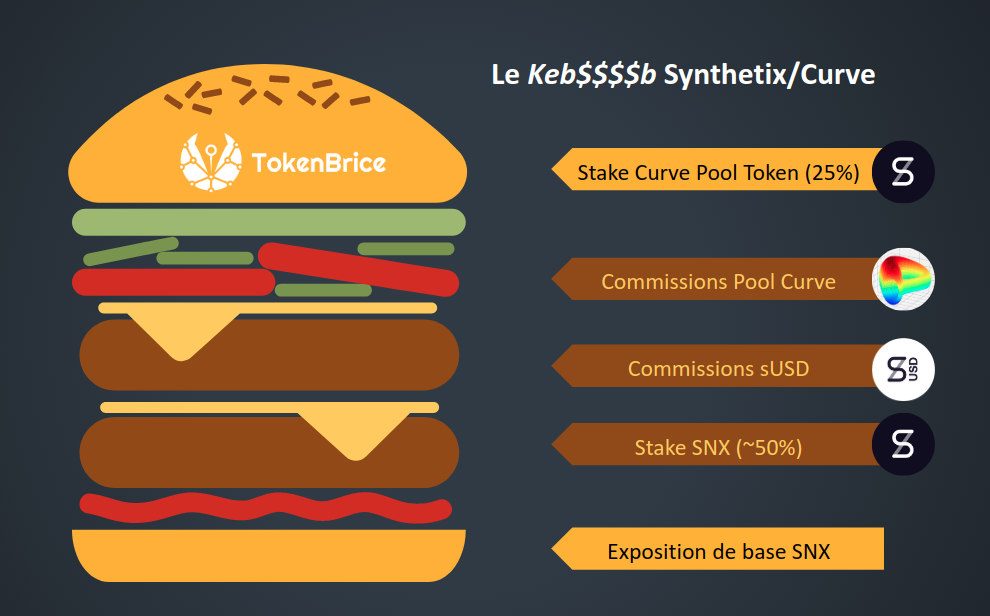 Le Keb$$$$b Synthetix/Curve
TokenBrice
Stake Curve Pool Token (25%)
Commissions Pool Curve
Commissions sUSD
USD
Stake SNX (~50%)
Exposition de base SNX